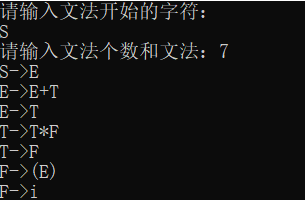 请输入文法开始的字符：
S
请输入文法个数和文法：7
S->E
E->E+T
E->T
T->T*F
T->F
F->(E)
F->i